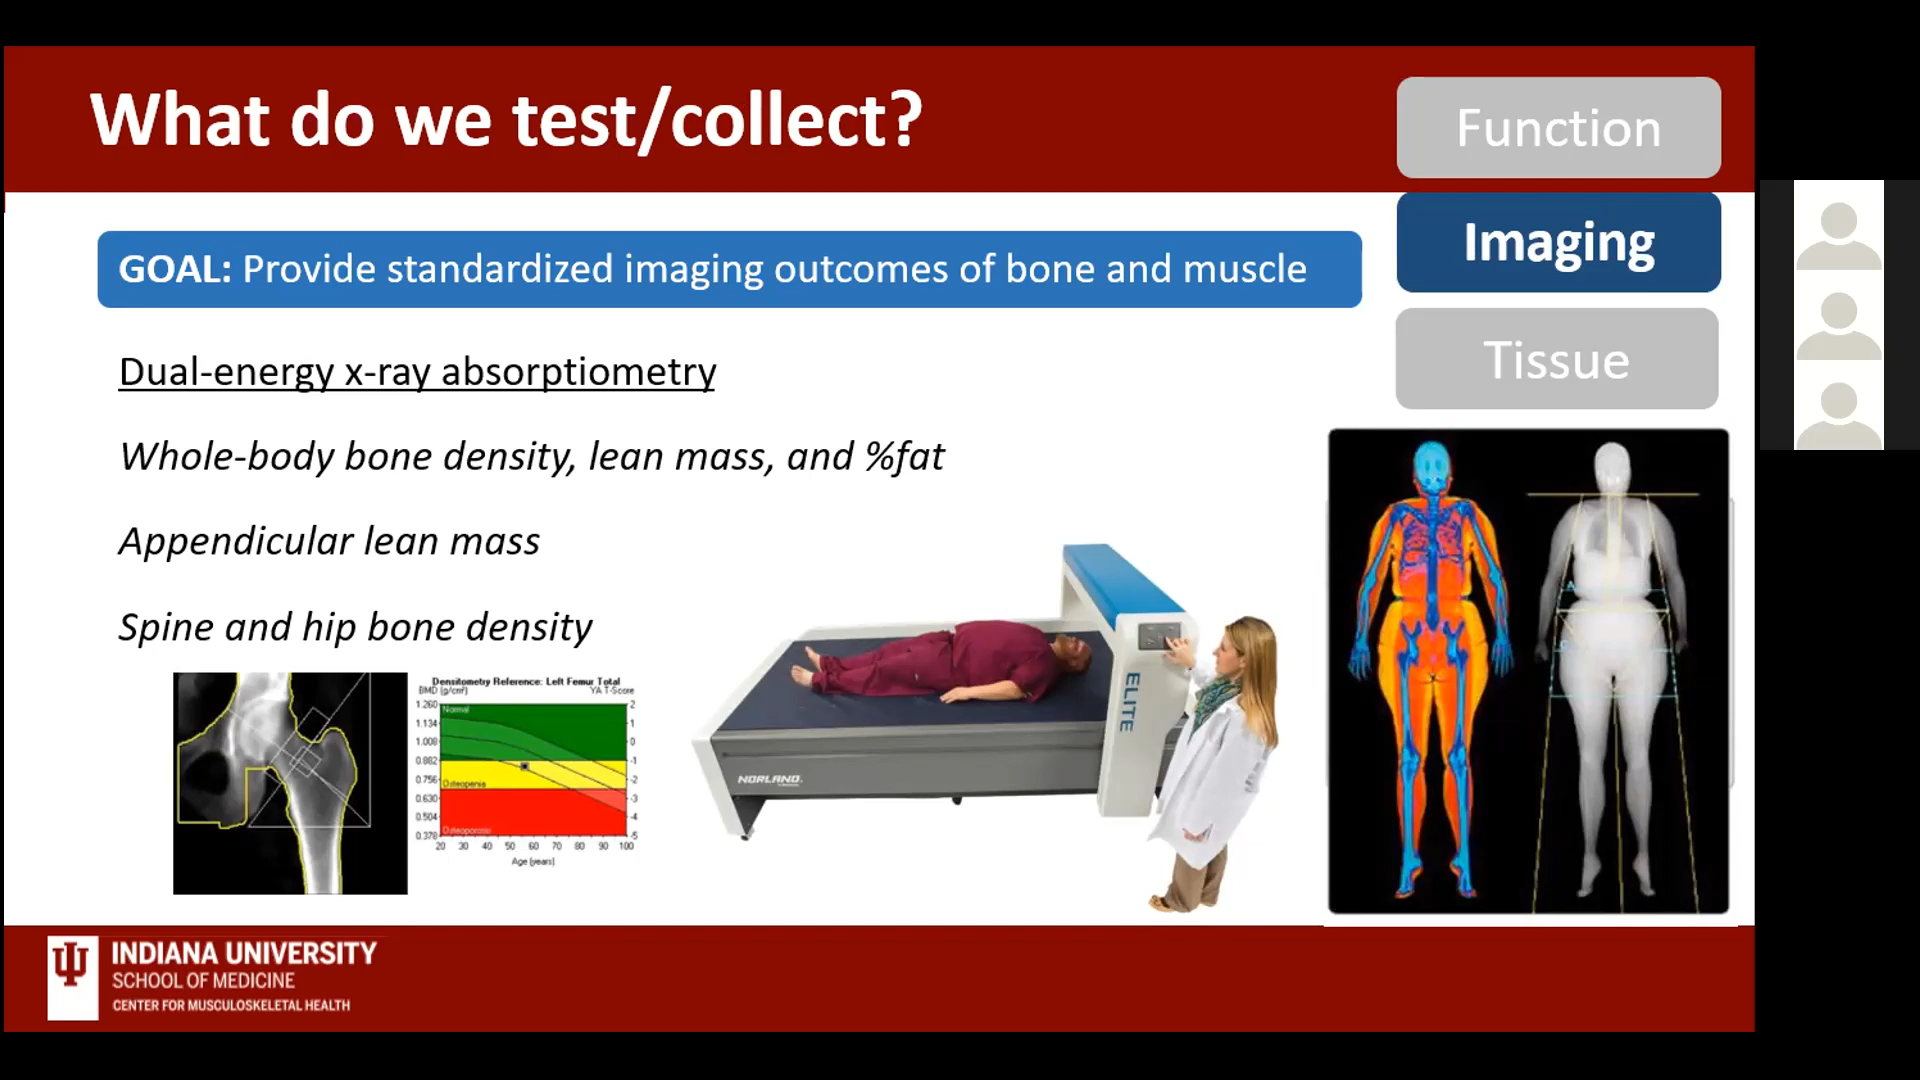 What do we test/collect?
Function
Imaging
Tissue
GOAL: Provide standardized imaging outcomes of bone and muscle
Dual-energy x-ray absorptiometry
Whole-body bone density, lean mass, and %fat
Appendicular lean mass
Spine and hip bone density
Densitometry Reference: Left Femur Total
BMD (g/cm²) YA T-Score
1.260 Normal 2
1.134 1
1.008 0
0.882 -1
0.756 Osteopenia -2
0.630 -3
0.504 -4
0.378 Osteoporosis -5
20 30 40 50 60 70 80 90 100
Age (years)
ELITE
NORLAND
INDIANA UNIVERSITY
SCHOOL OF MEDICINE
CENTER FOR MUSCULOSKELETAL HEALTH